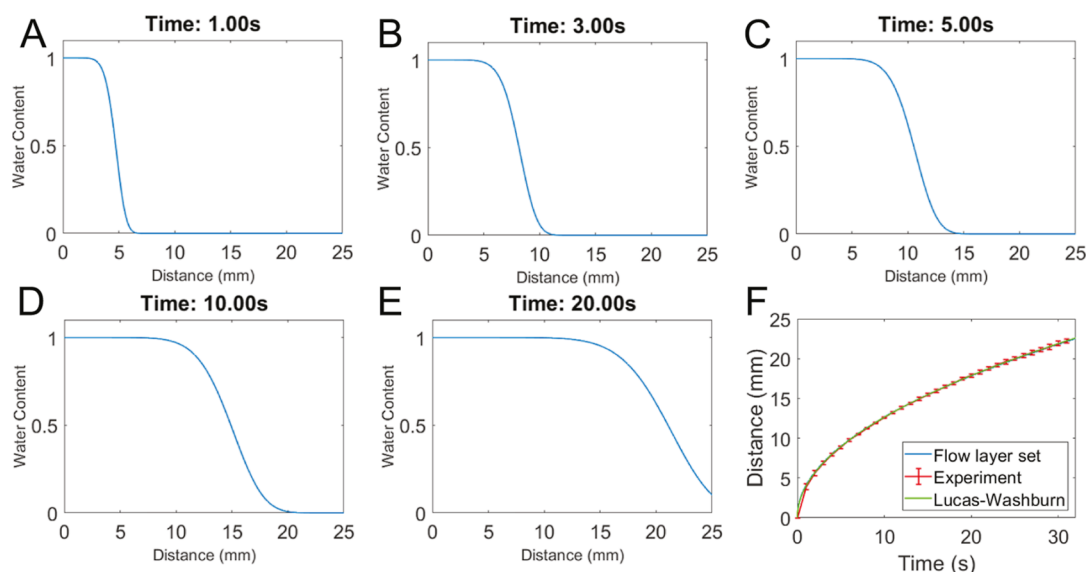 A
Time: 1.00s
1
0.5
0
Water Content
0 5 10 15 20 25
Distance (mm)
B
Time: 3.00s
1
0.5
0
Water Content
0 5 10 15 20 25
Distance (mm)
C
Time: 5.00s
1
0.5
0
Water Content
0 5 10 15 20 25
Distance (mm)
D
Time: 10.00s
1
0.5
0
Water Content
0 5 10 15 20 25
Distance (mm)
E
Time: 20.00s
1
0.5
0
Water Content
0 5 10 15 20 25
Distance (mm)
F
25
20
15
10
5
0
Distance (mm)
Flow layer set
Experiment
Lucas-Washburn
0 10 20 30
Time (s)